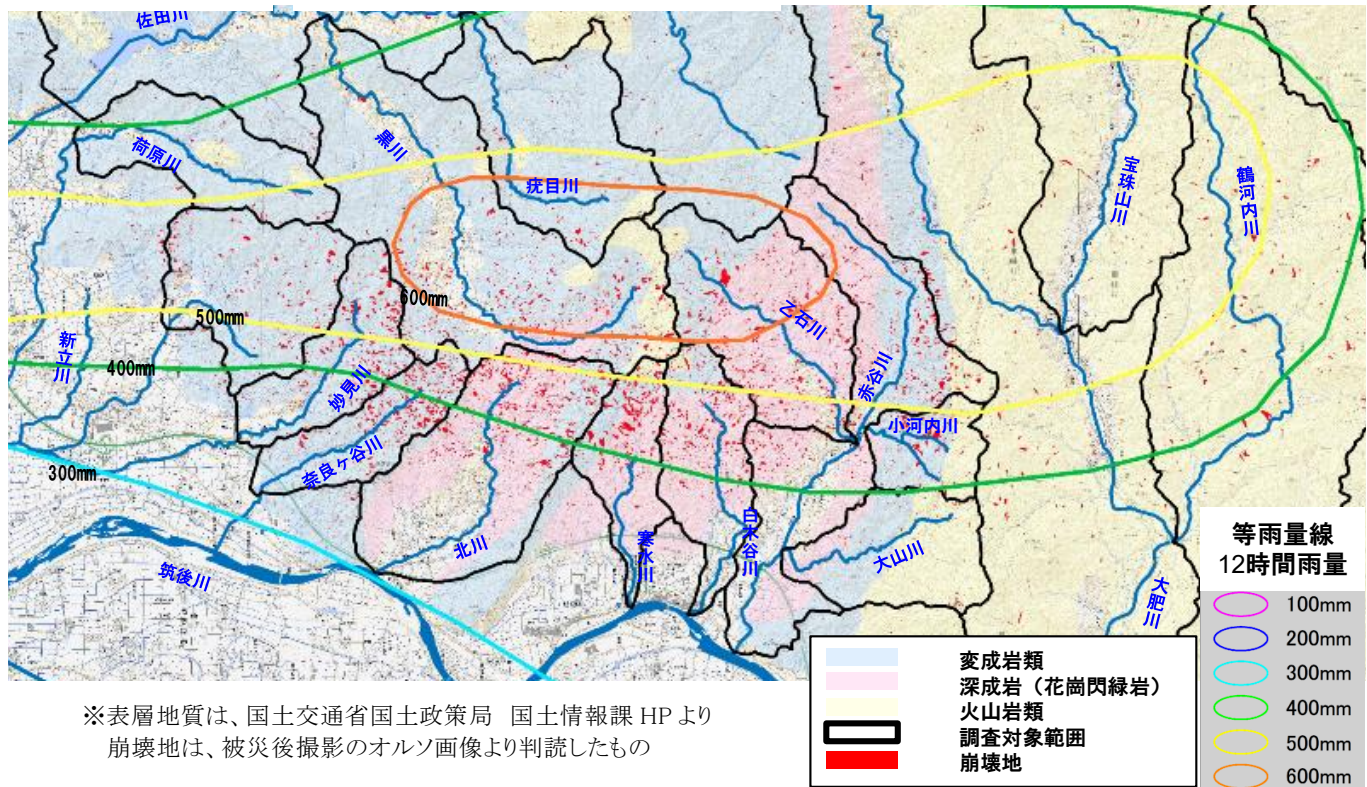 佐田川
荷原川
黒川
疣目川
宝珠山川
鶴河内川
乙石川
赤谷川
小河内川
600mm
500mm
400mm
300mm
新立川
妙見川
奈良ヶ谷川
北川
寒水川
白木谷川
大山川
大肥川
筑後川
等雨量線
12時間雨量
100mm
200mm
300mm
400mm
500mm
600mm
変成岩類
深成岩（花崗閃緑岩）
火山岩類
調査対象範囲
崩壊地
※表層地質は、国土交通省国土政策局 国土情報課 HP より
崩壊地は、被災後撮影のオルソ画像より判読したもの